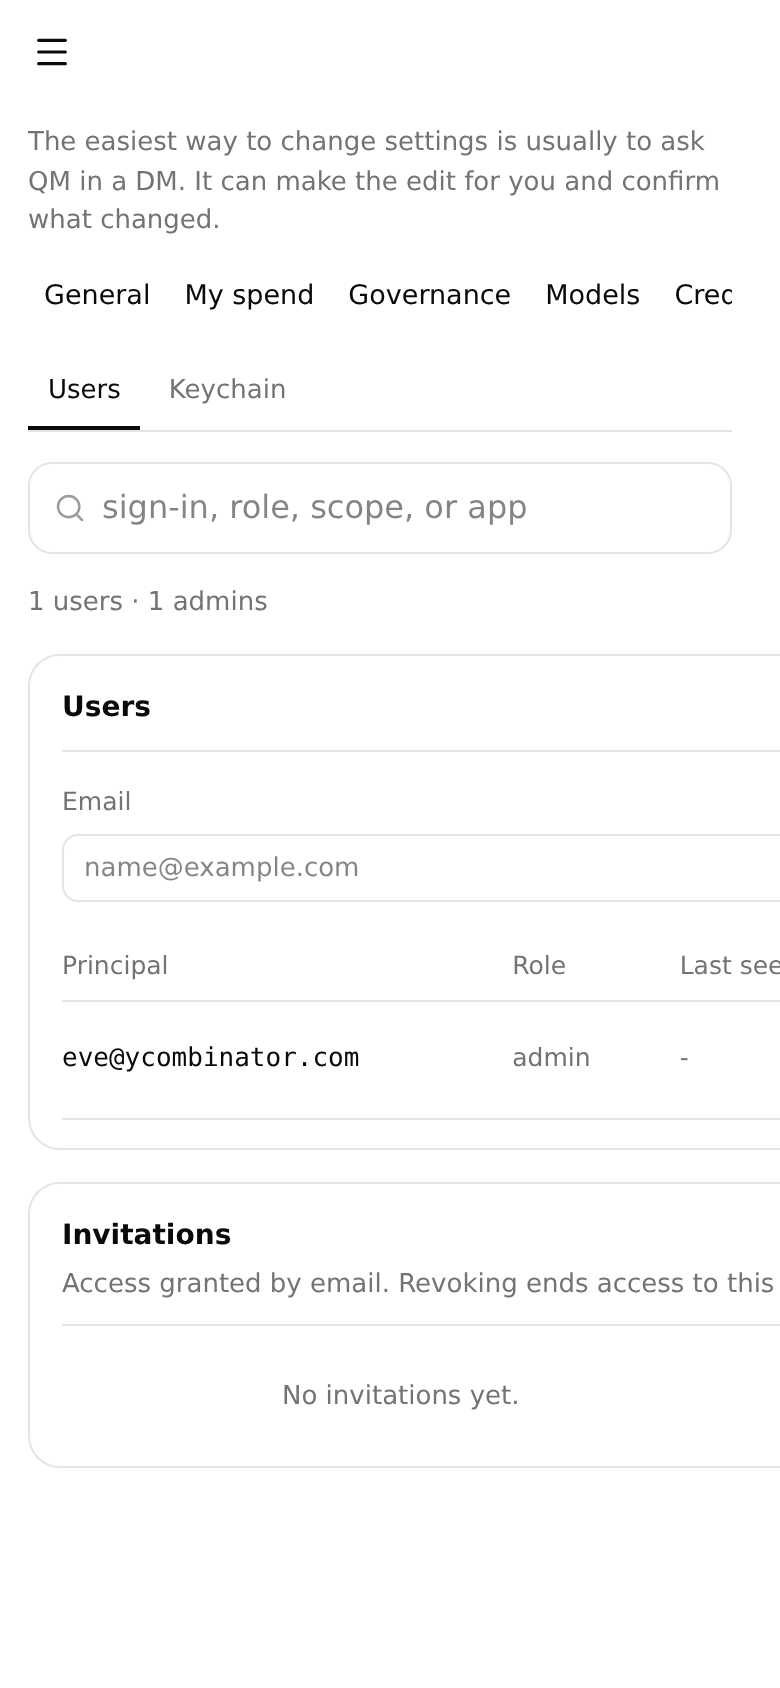 The easiest way to change settings is usually to ask
QM in a DM. It can make the edit for you and confirm
what changed.
General My spend Governance Models Cred
Users Keychain
sign-in, role, scope, or app
1 users · 1 admins
Users
Email
name@example.com
Principal Role Last see
eve@ycombinator.com admin -
Invitations
Access granted by email. Revoking ends access to this
No invitations yet.